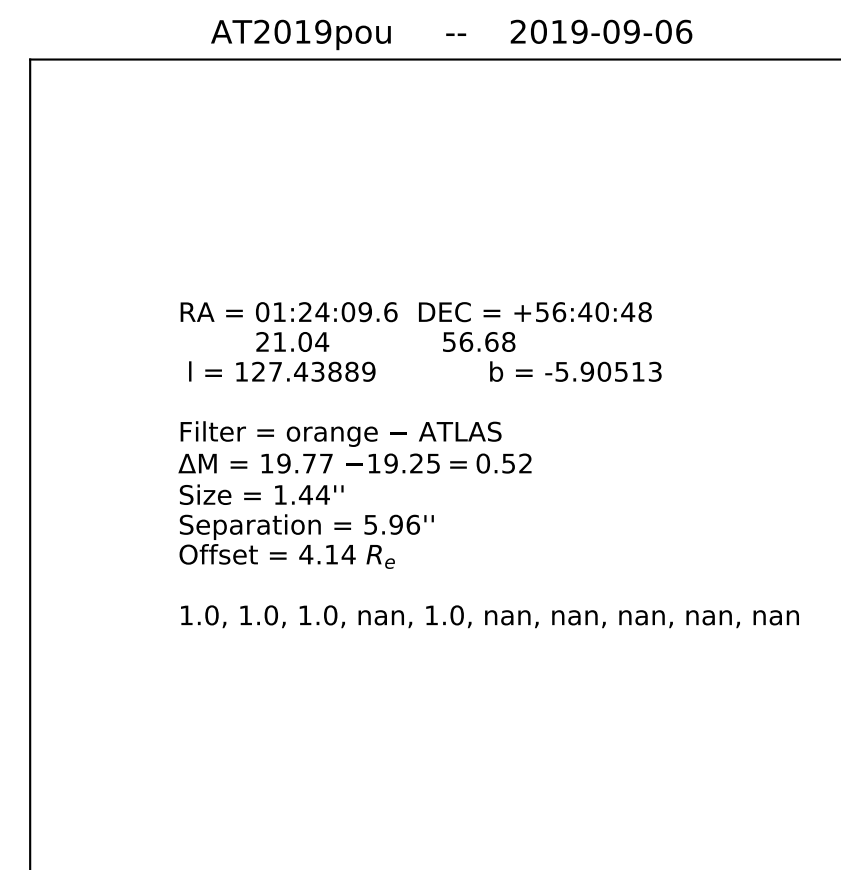 AT2019pou -- 2019-09-06
RA = 01:24:09.6 DEC = +56:40:48
21.04 56.68
l = 127.43889 b = -5.90513
Filter = orange − ATLAS
ΔM = 19.77 −19.25 = 0.52
Size = 1.44''
Separation = 5.96''
Offset = 4.14 Rₑ
1.0, 1.0, 1.0, nan, 1.0, nan, nan, nan, nan, nan